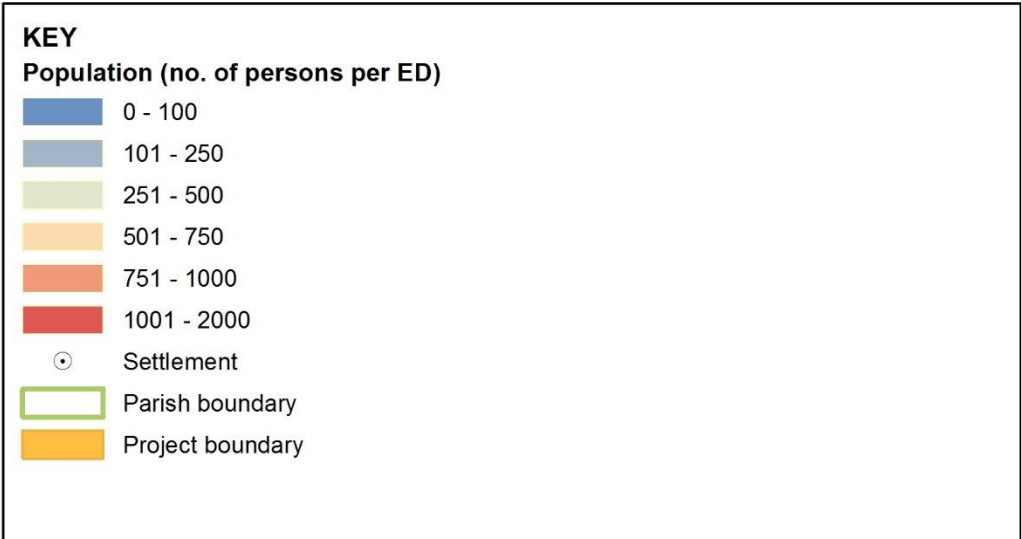 KEY
Population (no. of persons per ED)
0 - 100
101 - 250
251 - 500
501 - 750
751 - 1000
1001 - 2000
Settlement
Parish boundary
Project boundary